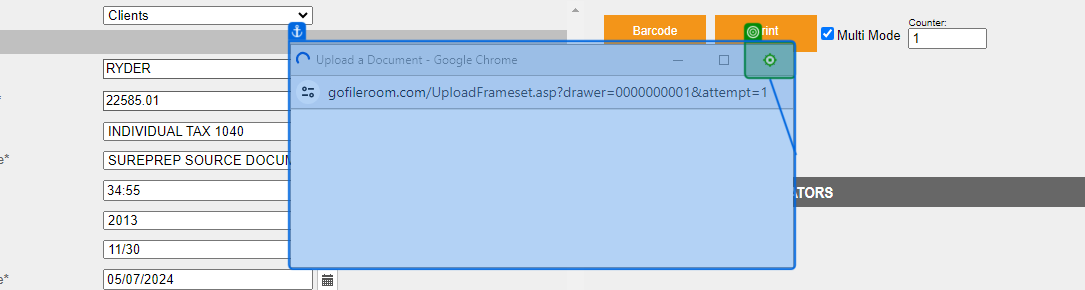 Clients
RYDER
22585.01
INDIVIDUAL TAX 1040
SUREPREP SOURCE DOCUM
34:55
2013
11/30
05/07/2024
Upload a Document - Google Chrome
gofileroom.com/UploadFrameset.asp?drawer=0000000001&attempt=1
Barcode
rint
Multi Mode
Counter:
1
ATORS
*
e*
e*